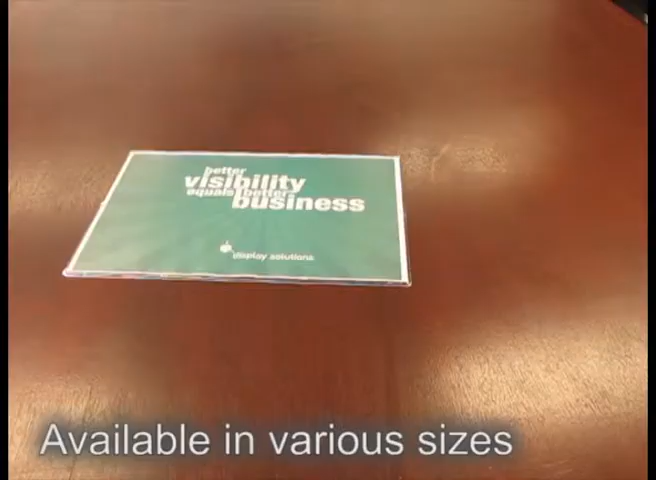 better
visibility
equals better
business
display solutions
Available in various sizes